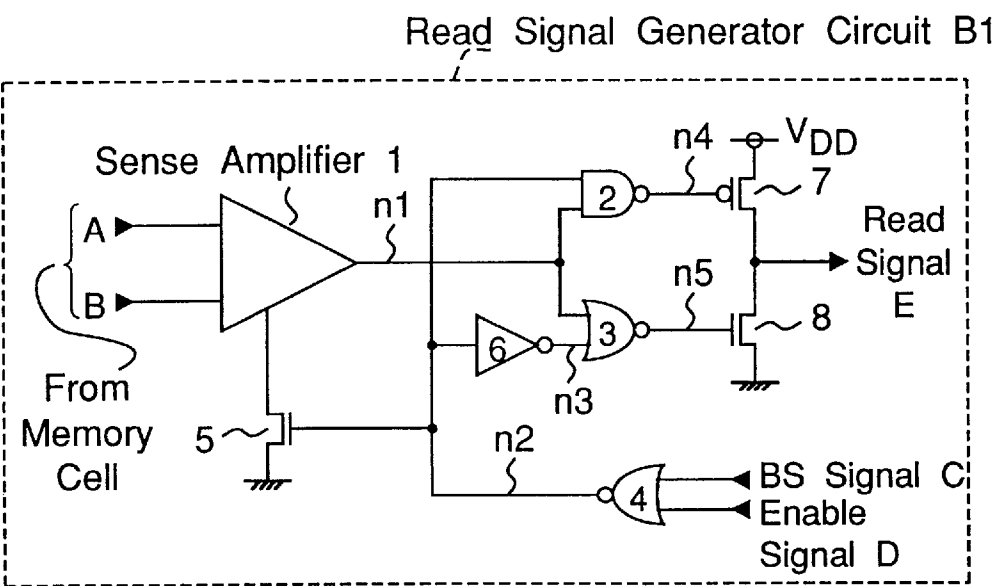 Read Signal Generator Circuit B1
Sense Amplifier 1
n1
n4
VDD
7
2
A
B
Read
Signal
E
n5
3
8
6
n3
From
Memory
Cell
5
n2
4
BS Signal C
Enable
Signal D